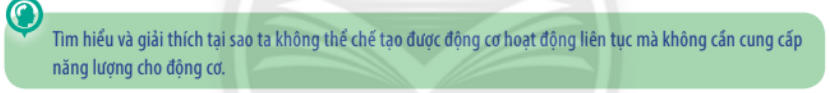 Tìm hiểu và giải thích tại sao ta không thể chế tạo được động cơ hoạt động liên tục mà không cần cung cấp
năng lượng cho động cơ.